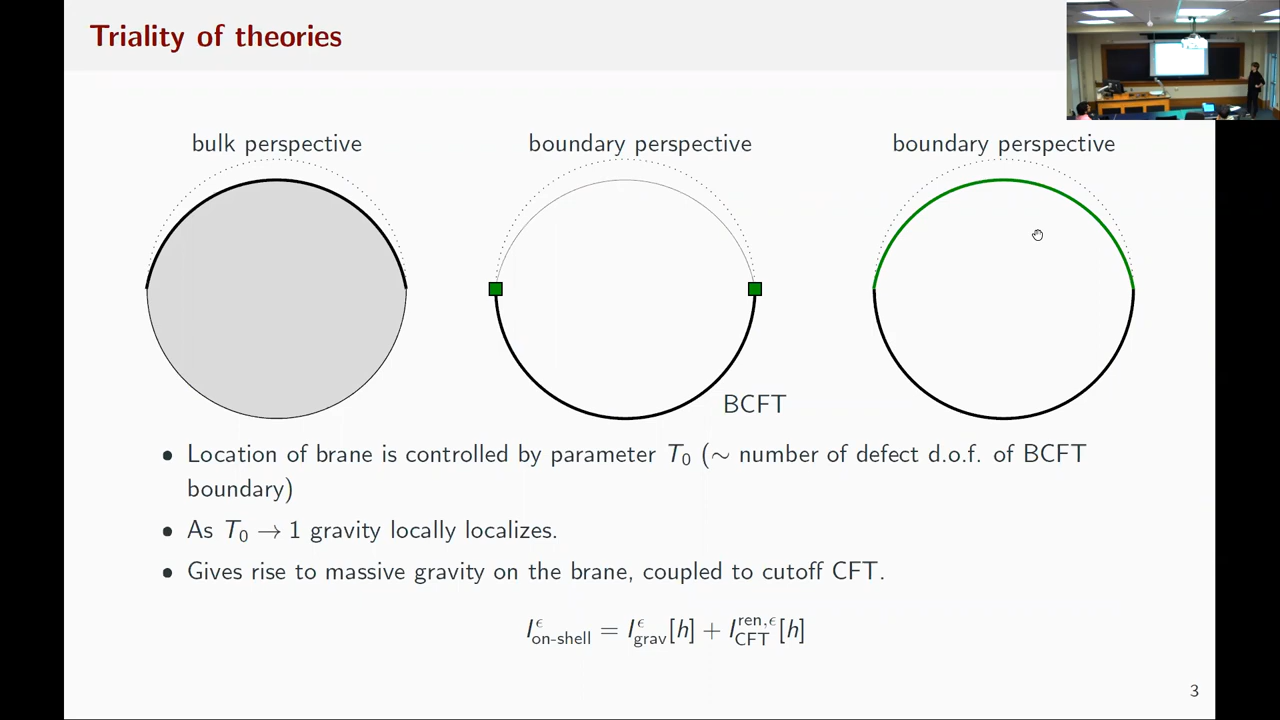 Triality of theories
bulk perspective
boundary perspective
boundary perspective
BCFT
• Location of brane is controlled by parameter T₀ (∼ number of defect d.o.f. of BCFT
boundary)
• As T₀ → 1 gravity locally localizes.
• Gives rise to massive gravity on the brane, coupled to cutoff CFT.
I^ϵ_on-shell = I^ϵ_grav[h] + I^ren,ϵ_CFT[h]
3